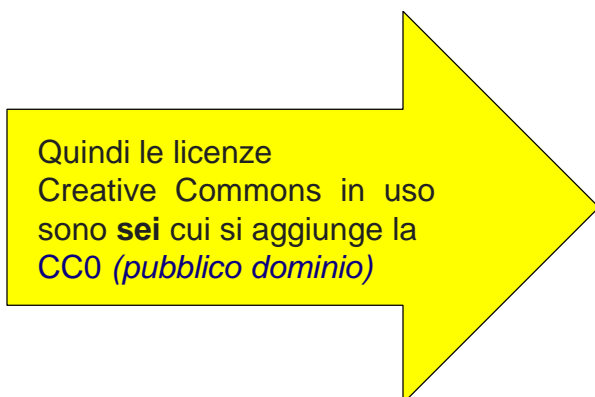 Quindi le licenze
Creative Commons in uso
sono sei cui si aggiunge la
CC0 (pubblico dominio)